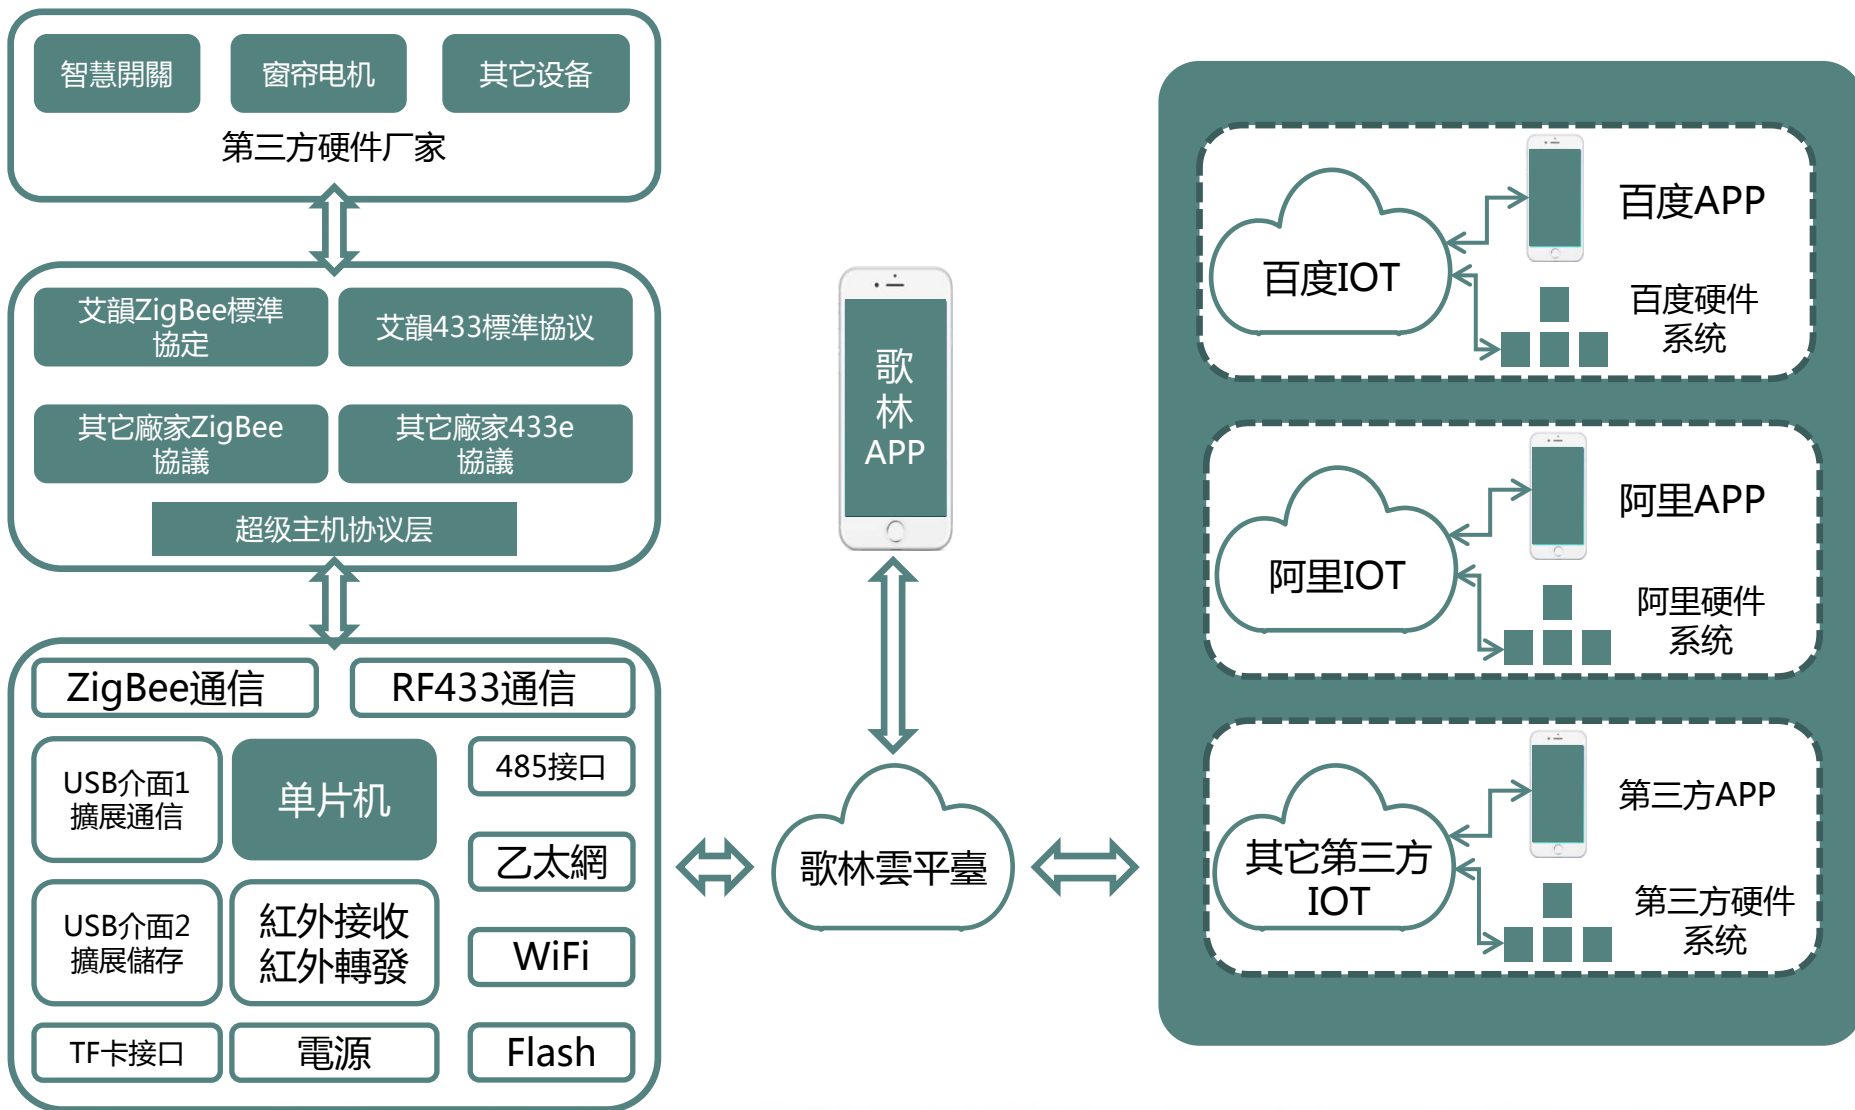 智慧開關
窗帘电机
其它设备
第三方硬件厂家
艾韻ZigBee標準
協定
艾韻433標準協议
其它廠家ZigBee
協議
其它廠家433e
協議
超级主机协议层
ZigBee通信
RF433通信
USB介面1
擴展通信
单片机
485接口
乙太網
USB介面2
擴展儲存
紅外接收
紅外轉發
WiFi
TF卡接口
電源
Flash
歌
林
APP
歌林雲平臺
百度IOT
百度APP
百度硬件
系统
阿里IOT
阿里APP
阿里硬件
系统
其它第三方
IOT
第三方APP
第三方硬件
系统